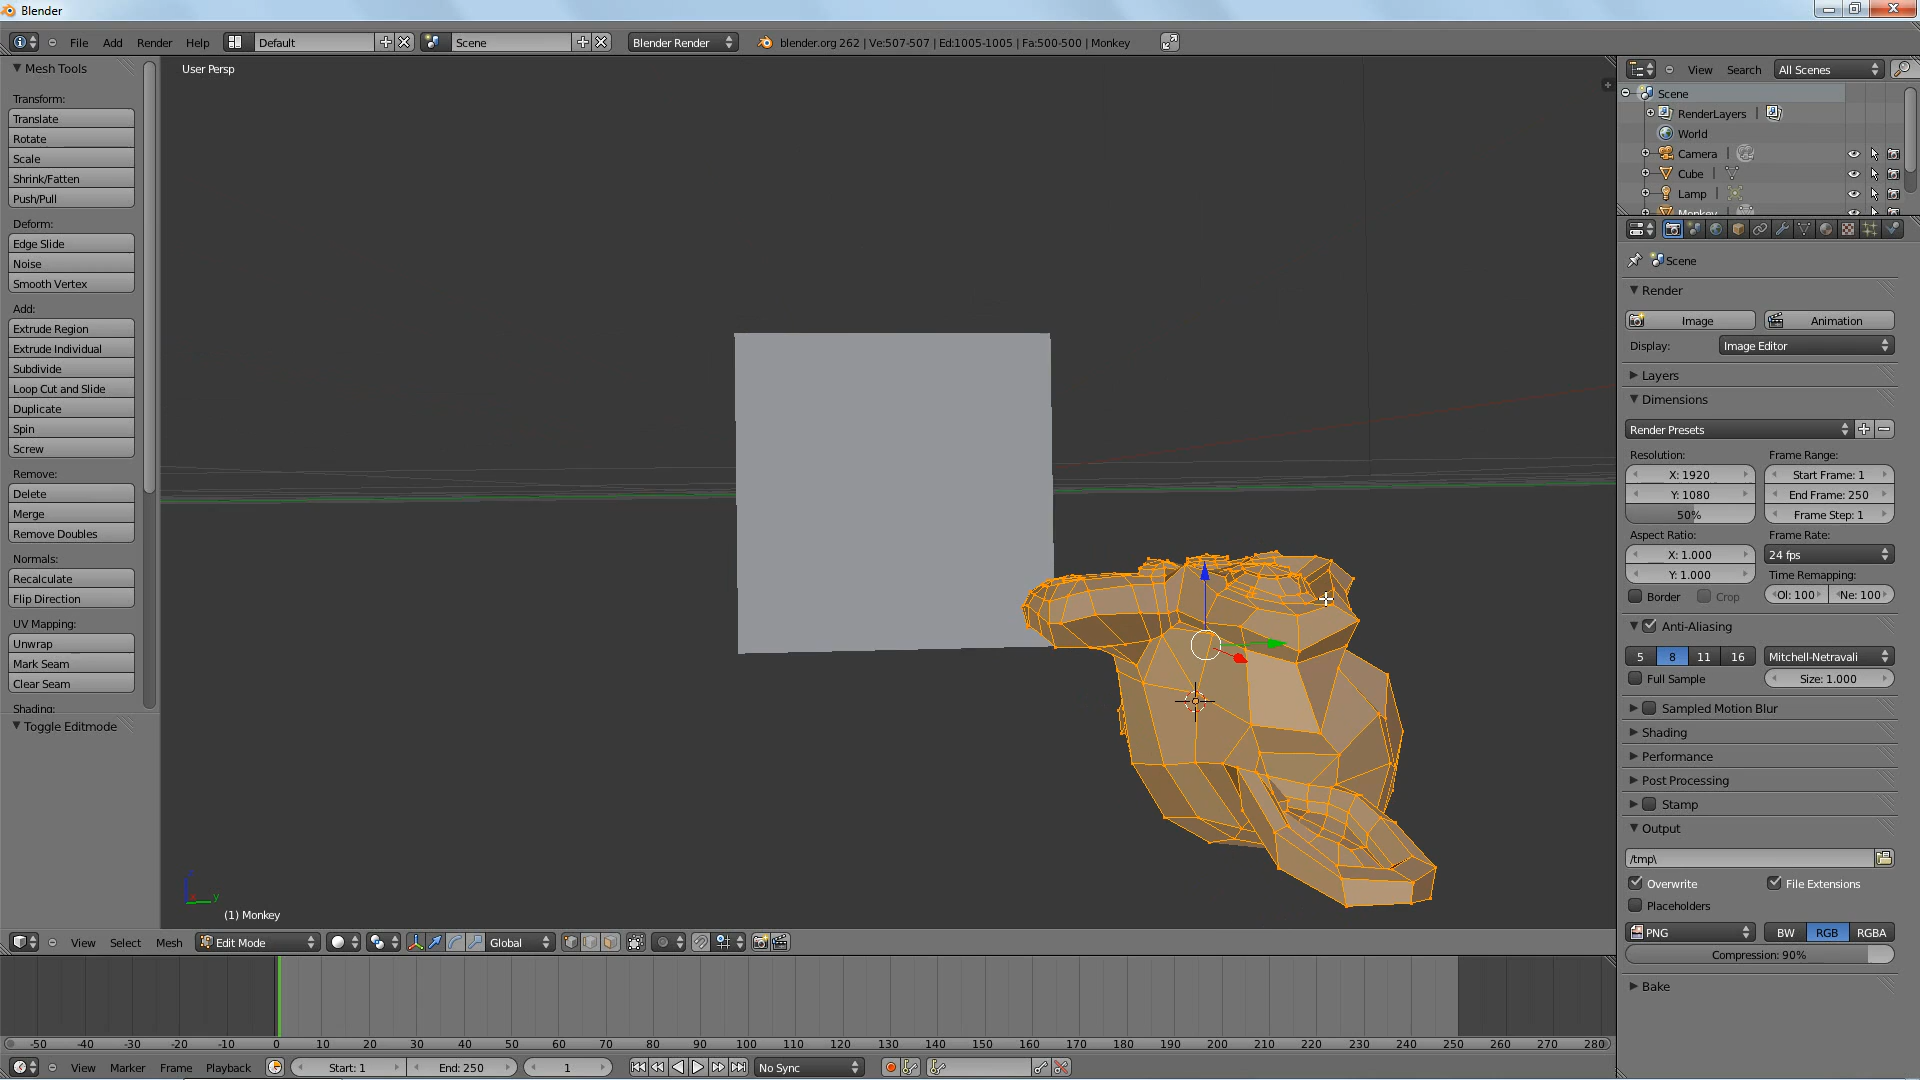 Blender
File Add Render Help Default Scene Blender Render blender.org 262 | Ve:507-507 | Ed:1005-1005 | Fa:500-500 | Monkey
Mesh Tools
Transform:
Translate
Rotate
Scale
Shrink/Fatten
Push/Pull
Deform:
Edge Slide
Noise
Smooth Vertex
Add:
Extrude Region
Extrude Individual
Subdivide
Loop Cut and Slide
Duplicate
Spin
Screw
Remove:
Delete
Merge
Remove Doubles
Normals:
Recalculate
Flip Direction
UV Mapping:
Unwrap
Mark Seam
Clear Seam
Shading:
Toggle Editmode
User Persp
y
(1) Monkey
View Select Mesh Edit Mode Global
-50 -40 -30 -20 -10 0 10 20 30 40 50 60 70 80 90 100 110 120 130 140 150 160 170 180 190 200 210 220 230 240 250 260 270 280
View Marker Frame Playback Start: 1 End: 250 1 No Sync
View Search All Scenes
Scene
RenderLayers |
World
Camera |
Cube |
Lamp |
Monkey
Scene
Render
Image Animation
Display: Image Editor
Layers
Dimensions
Render Presets
Resolution: Frame Range:
X: 1920 Start Frame: 1
Y: 1080 End Frame: 250
50% Frame Step: 1
Aspect Ratio: Frame Rate:
X: 1.000 24 fps
Y: 1.000 Time Remapping:
Border Crop Ol: 100 Ne: 100
Anti-Aliasing
5 8 11 16 Mitchell-Netravali
Full Sample Size: 1.000
Sampled Motion Blur
Shading
Performance
Post Processing
Stamp
Output
/tmp\
Overwrite File Extensions
Placeholders
PNG BW RGB RGBA
Compression: 90%
Bake